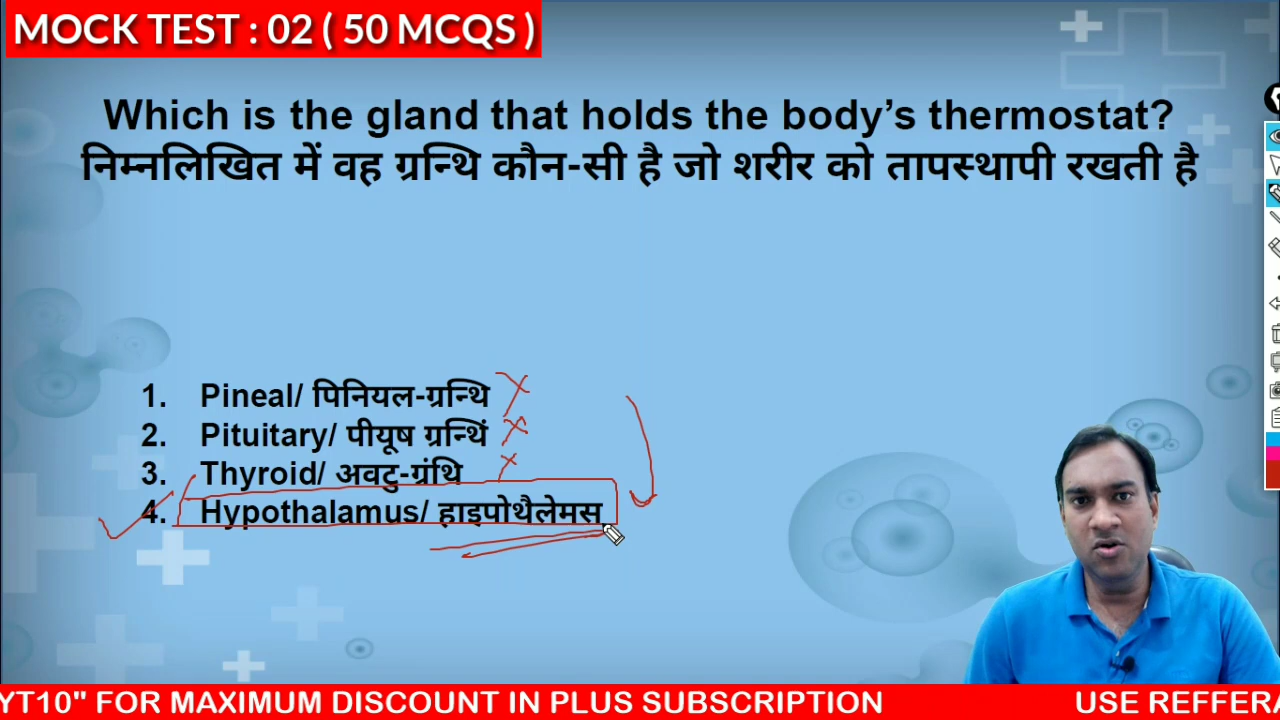 MOCK TEST : 02 ( 50 MCQS )
Which is the gland that holds the body's thermostat?
निम्नलिखित में वह ग्रन्थि कौन-सी है जो शरीर को तापस्थापी रखती है
1. Pineal/ पिनियल-ग्रन्थि
2. Pituitary/ पीयूष ग्रन्थिं
3. Thyroid/ अवटु-ग्रंथि
4. Hypothalamus/ हाइपोथैलेमस
YT10" FOR MAXIMUM DISCOUNT IN PLUS SUBSCRIPTION USE REFFERA